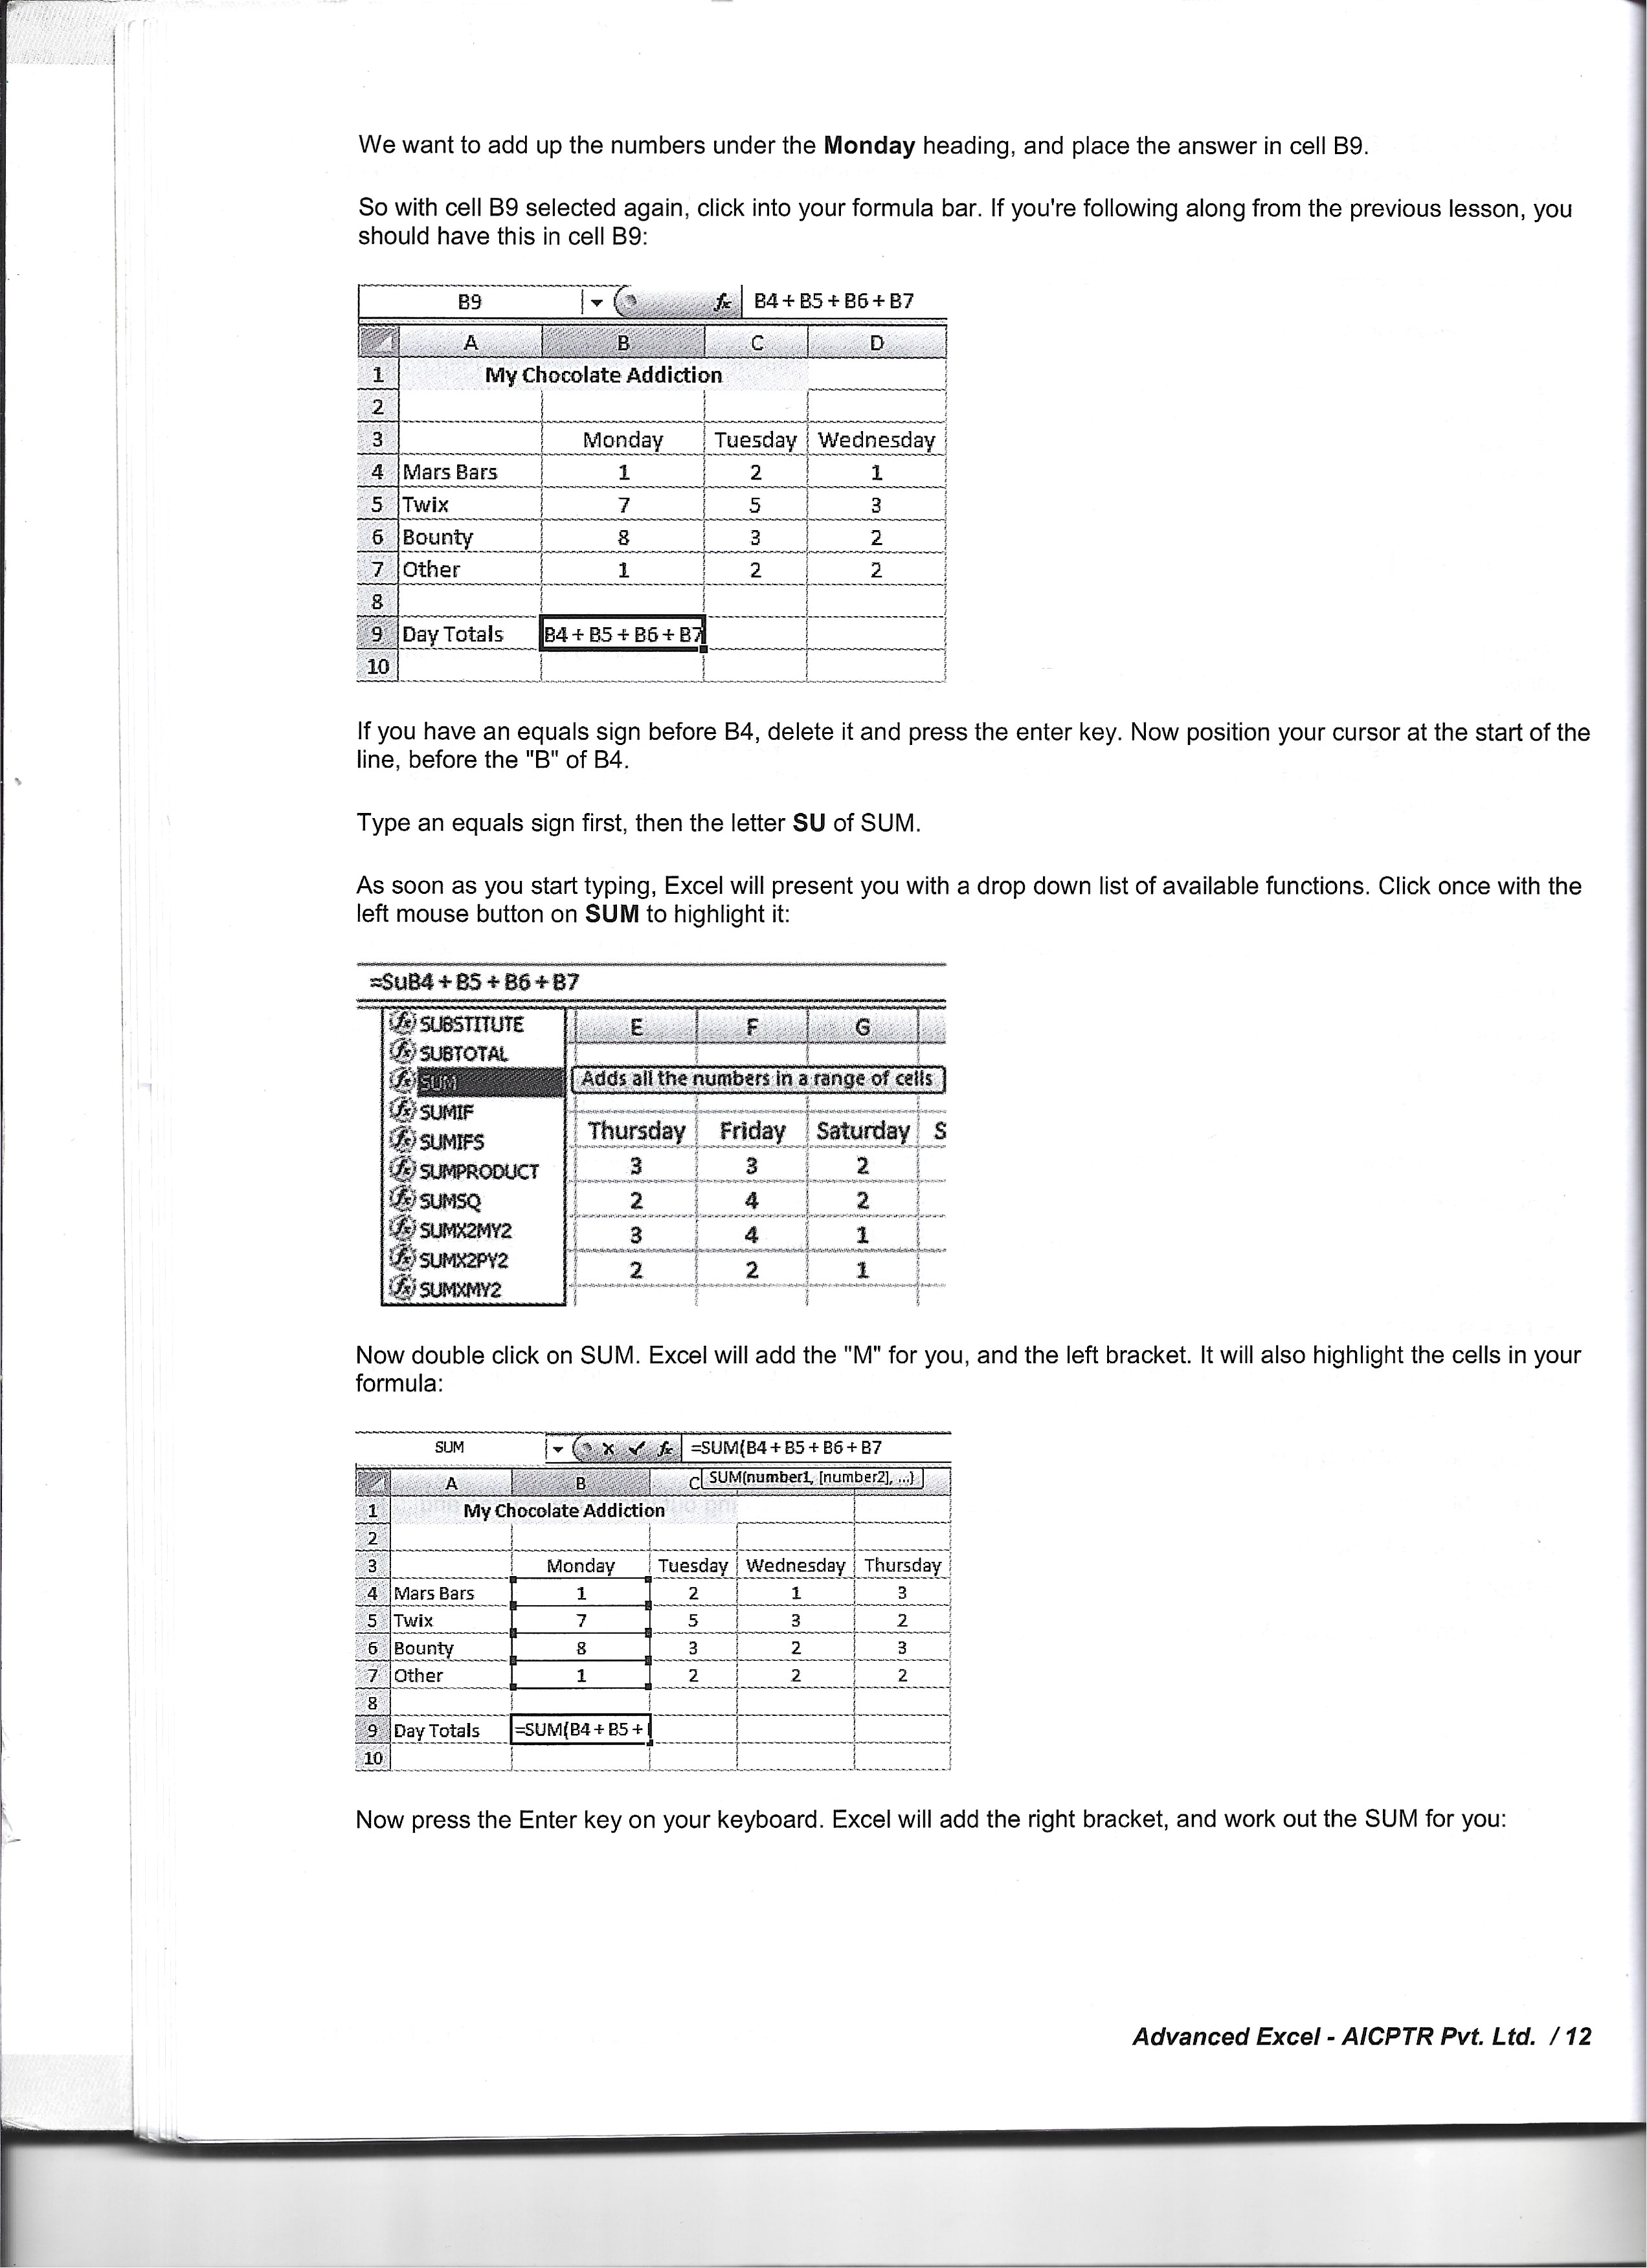 We want to add up the numbers under the Monday heading, and place the answer in cell B9.
So with cell B9 selected again, click into your formula bar. If you're following along from the previous lesson, you
should have this in cell B9:
B9 fx B4 + B5 + B6 + B7
A B C D
1 My Chocolate Addiction
2
3 Monday Tuesday Wednesday
4 Mars Bars 1 2 1
5 Twix 7 5 3
6 Bounty 8 3 2
7 Other 1 2 2
8
9 Day Totals B4 + B5 + B6 + B7
10
If you have an equals sign before B4, delete it and press the enter key. Now position your cursor at the start of the
line, before the "B" of B4.
Type an equals sign first, then the letter SU of SUM.
As soon as you start typing, Excel will present you with a drop down list of available functions. Click once with the
left mouse button on SUM to highlight it:
=SuB4 + B5 + B6 + B7
fx SUBSTITUTE E F G
fx SUBTOTAL
fx SUM Adds all the numbers in a range of cells
fx SUMIF
Thursday Friday Saturday S
fx SUMIFS
fx SUMPRODUCT 3 3 2
fx SUMSQ 2 4 2
fx SUMX2MY2 3 4 1
fx SUMX2PY2 2 2 1
fx SUMXMY2
Now double click on SUM. Excel will add the "M" for you, and the left bracket. It will also highlight the cells in your
formula:
SUM fx =SUM(B4 + B5 + B6 + B7
A B C SUM(number1, [number2], ...)
1 My Chocolate Addiction
2
3 Monday Tuesday Wednesday Thursday
4 Mars Bars 1 2 1 3
5 Twix 7 5 3 2
6 Bounty 8 3 2 3
7 Other 1 2 2 2
8
9 Day Totals =SUM(B4 + B5 +
10
Now press the Enter key on your keyboard. Excel will add the right bracket, and work out the SUM for you:
Advanced Excel - AICPTR Pvt. Ltd. / 12